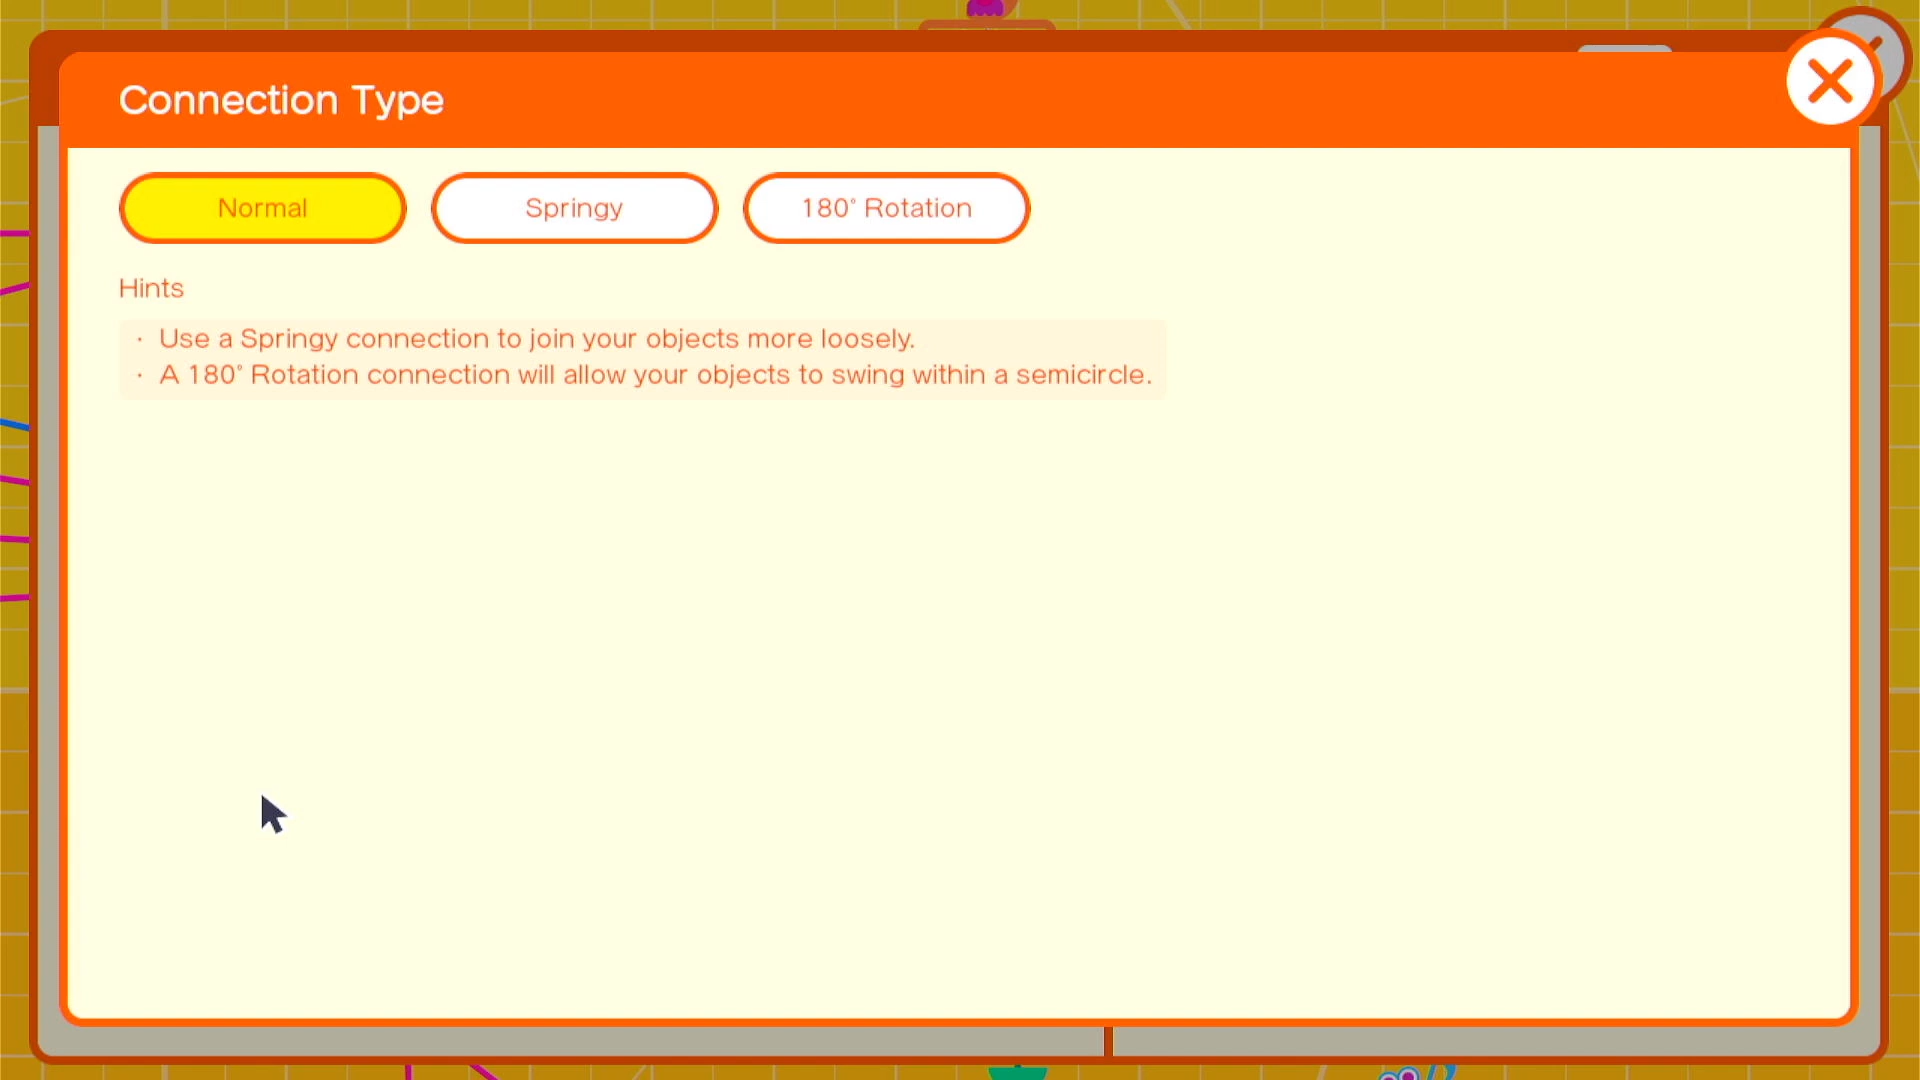 Connection Type
Normal
Springy
180° Rotation
Hints
· Use a Springy connection to join your objects more loosely.
· A 180° Rotation connection will allow your objects to swing within a semicircle.